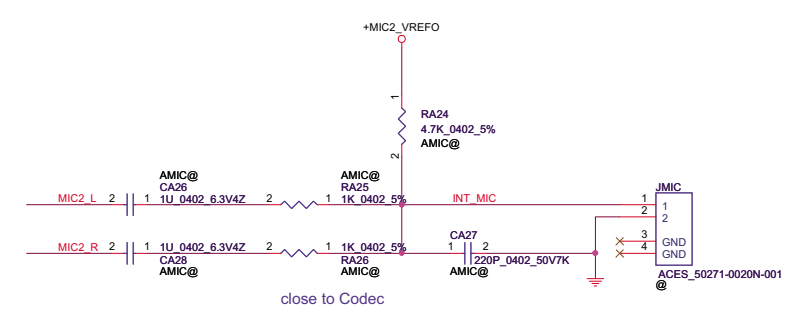 +MIC2_VREFO
1
RA24
4.7K_0402_5%
AMIC@
2
AMIC@
CA26
AMIC@
RA25
MIC2_L 2 1 1U_0402_6.3V4Z 2 1 1K_0402_5% INT_MIC
MIC2_R 2 1 1U_0402_6.3V4Z 2 1 1K_0402_5%
CA28
AMIC@
RA26
AMIC@
CA27
1 2
220P_0402_50V7K
AMIC@
JMIC
1 1
2 2
3 GND
4 GND
ACES_50271-0020N-001
@
close to Codec